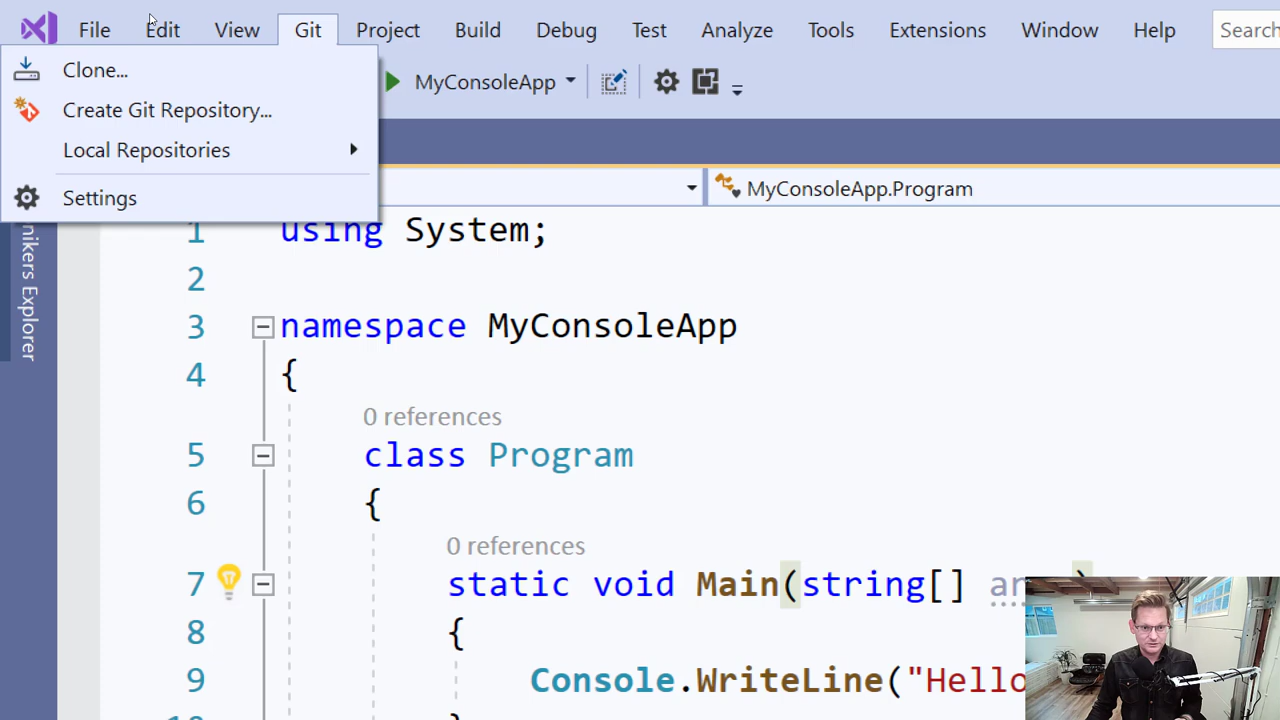 File Edit View Git Project Build Debug Test Analyze Tools Extensions Window Help Search
Clone...
Create Git Repository...
Local Repositories
Settings
MyConsoleApp
MyConsoleApp.Program
Explorer
1 using System;
2
3 namespace MyConsoleApp
4 {
0 references
5 class Program
6 {
0 references
7 static void Main(string[]
8 {
9 Console.WriteLine("Hello